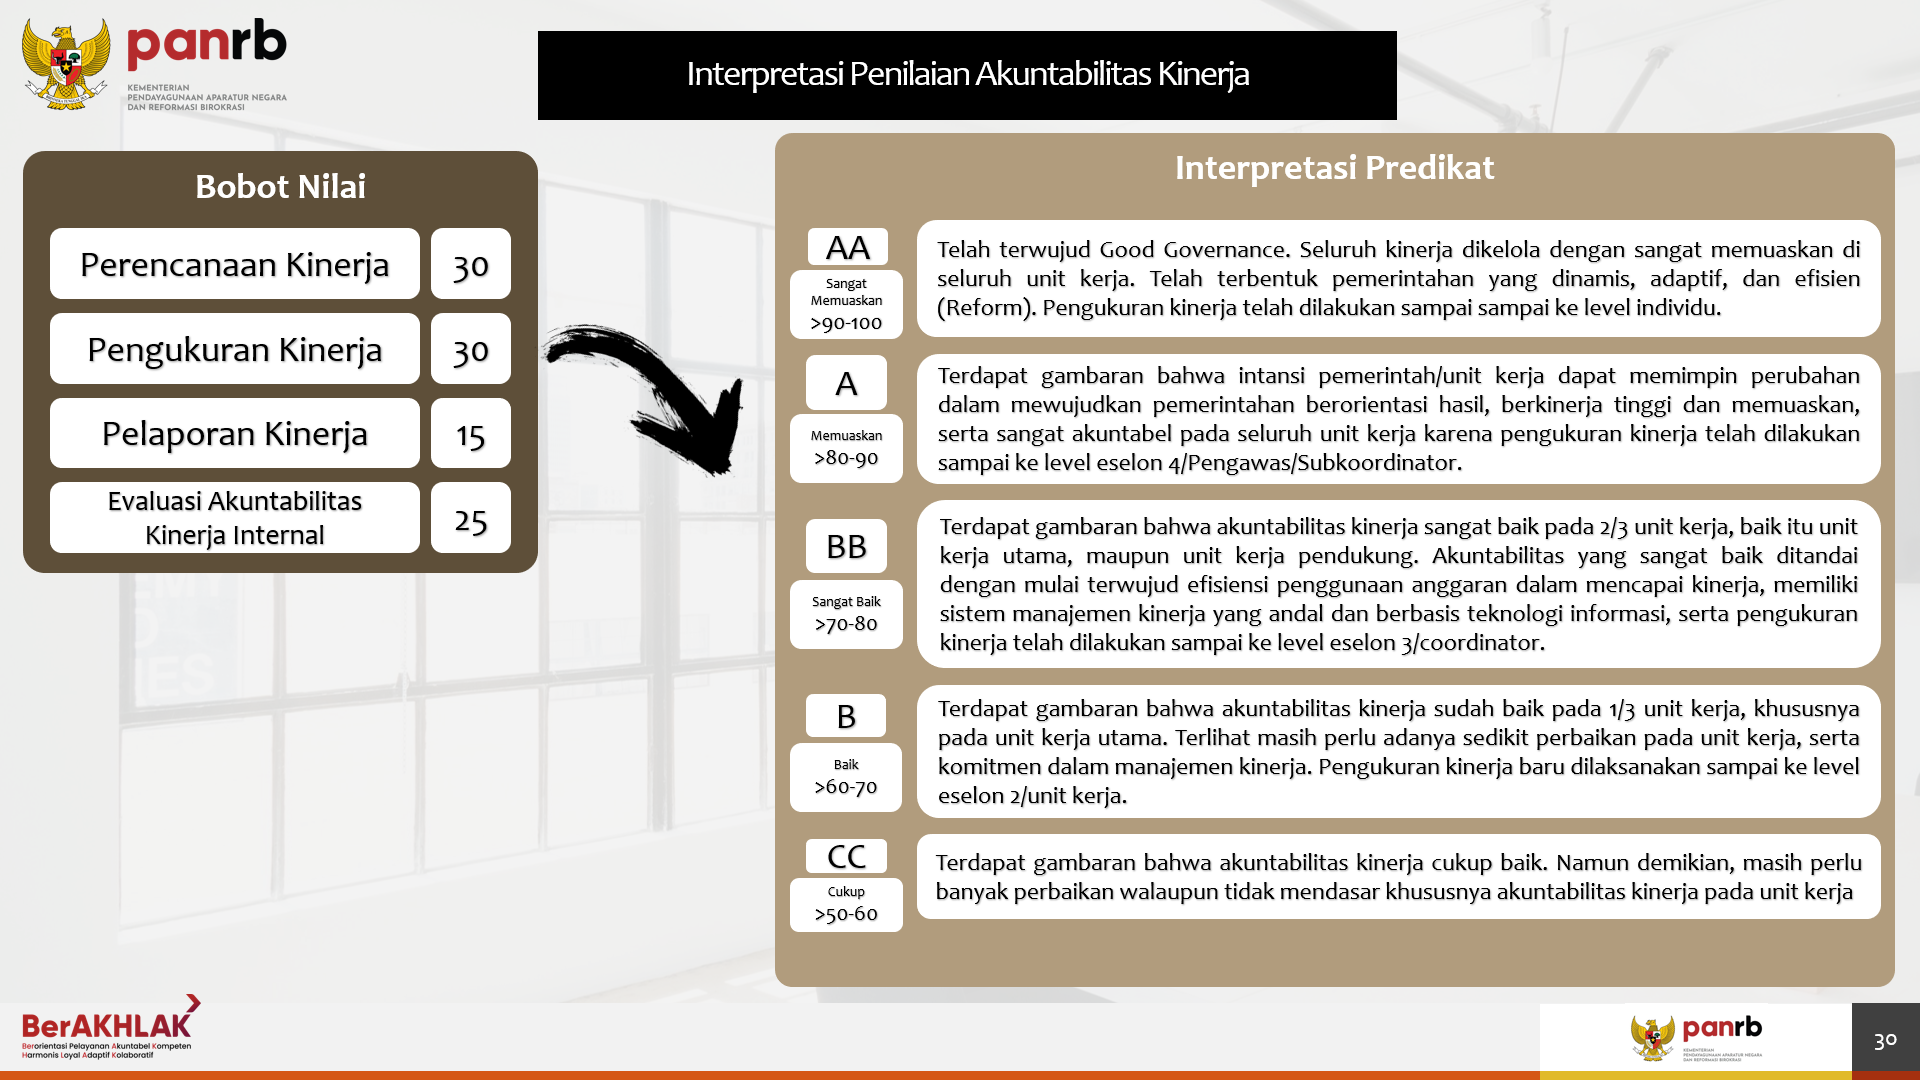 panrb
KEMENTERIAN
PENDAYAGUNAAN APARATUR NEGARA
DAN REFORMASI BIROKRASI
Interpretasi Penilaian Akuntabilitas Kinerja
Bobot Nilai
Perencanaan Kinerja 30
Pengukuran Kinerja 30
Pelaporan Kinerja 15
Evaluasi Akuntabilitas
Kinerja Internal
25
Interpretasi Predikat
AA
Sangat
Memuaskan
>90-100
Telah terwujud Good Governance. Seluruh kinerja dikelola dengan sangat memuaskan di
seluruh unit kerja. Telah terbentuk pemerintahan yang dinamis, adaptif, dan efisien
(Reform). Pengukuran kinerja telah dilakukan sampai sampai ke level individu.
A
Memuaskan
>80-90
Terdapat gambaran bahwa intansi pemerintah/unit kerja dapat memimpin perubahan
dalam mewujudkan pemerintahan berorientasi hasil, berkinerja tinggi dan memuaskan,
serta sangat akuntabel pada seluruh unit kerja karena pengukuran kinerja telah dilakukan
sampai ke level eselon 4/Pengawas/Subkoordinator.
BB
Sangat Baik
>70-80
Terdapat gambaran bahwa akuntabilitas kinerja sangat baik pada 2/3 unit kerja, baik itu unit
kerja utama, maupun unit kerja pendukung. Akuntabilitas yang sangat baik ditandai
dengan mulai terwujud efisiensi penggunaan anggaran dalam mencapai kinerja, memiliki
sistem manajemen kinerja yang andal dan berbasis teknologi informasi, serta pengukuran
kinerja telah dilakukan sampai ke level eselon 3/coordinator.
B
Baik
>60-70
Terdapat gambaran bahwa akuntabilitas kinerja sudah baik pada 1/3 unit kerja, khususnya
pada unit kerja utama. Terlihat masih perlu adanya sedikit perbaikan pada unit kerja, serta
komitmen dalam manajemen kinerja. Pengukuran kinerja baru dilaksanakan sampai ke level
eselon 2/unit kerja.
CC
Cukup
>50-60
Terdapat gambaran bahwa akuntabilitas kinerja cukup baik. Namun demikian, masih perlu
banyak perbaikan walaupun tidak mendasar khususnya akuntabilitas kinerja pada unit kerja
BerAKHLAK
Berorientasi Pelayanan Akuntabel Kompeten
Harmonis Loyal Adaptif Kolaboratif
panrb
KEMENTERIAN
PENDAYAGUNAAN APARATUR NEGARA
DAN REFORMASI BIROKRASI
30